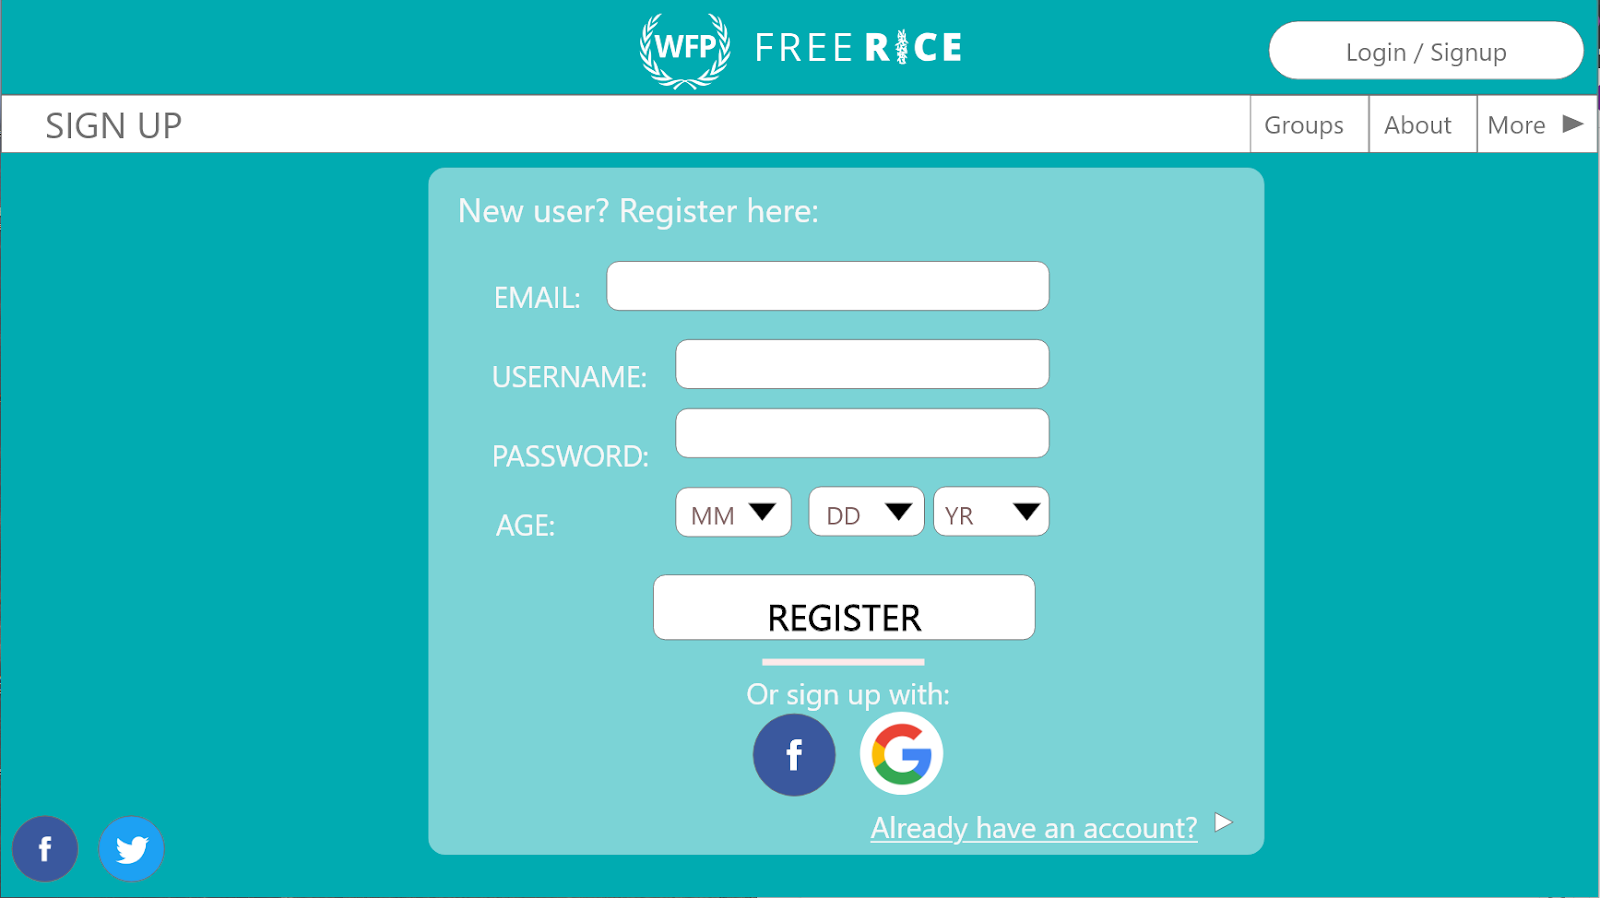 WFP FREE RICE
Login / Signup
SIGN UP
Groups
About
More
New user? Register here:
EMAIL:
USERNAME:
PASSWORD:
AGE:
MM
DD
YR
REGISTER
Or sign up with:
f
G
Already have an account?
f